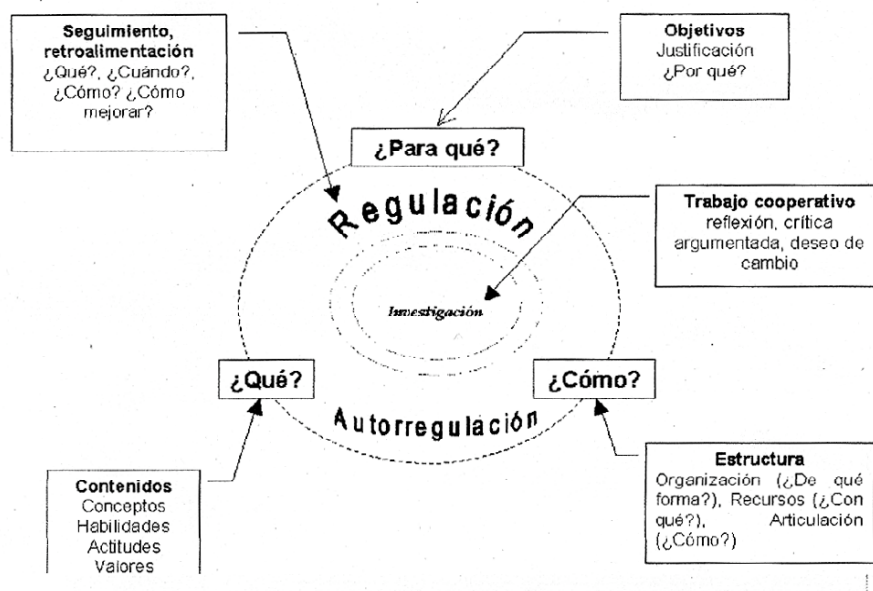 Seguimiento,
retroalimentación
¿Qué?, ¿Cuándo?,
¿Cómo? ¿Cómo
mejorar?
Objetivos
Justificación
¿Por qué?
¿Para qué?
Regulación
Trabajo cooperativo
reflexión, crítica
argumentada, deseo de
cambio
Investigación
¿Qué?
¿Cómo?
Autorregulación
Contenidos
Conceptos
Habilidades
Actitudes
Valores
Estructura
Organización (¿De qué
forma?), Recursos (¿Con
qué?), Articulación
(¿Cómo?)